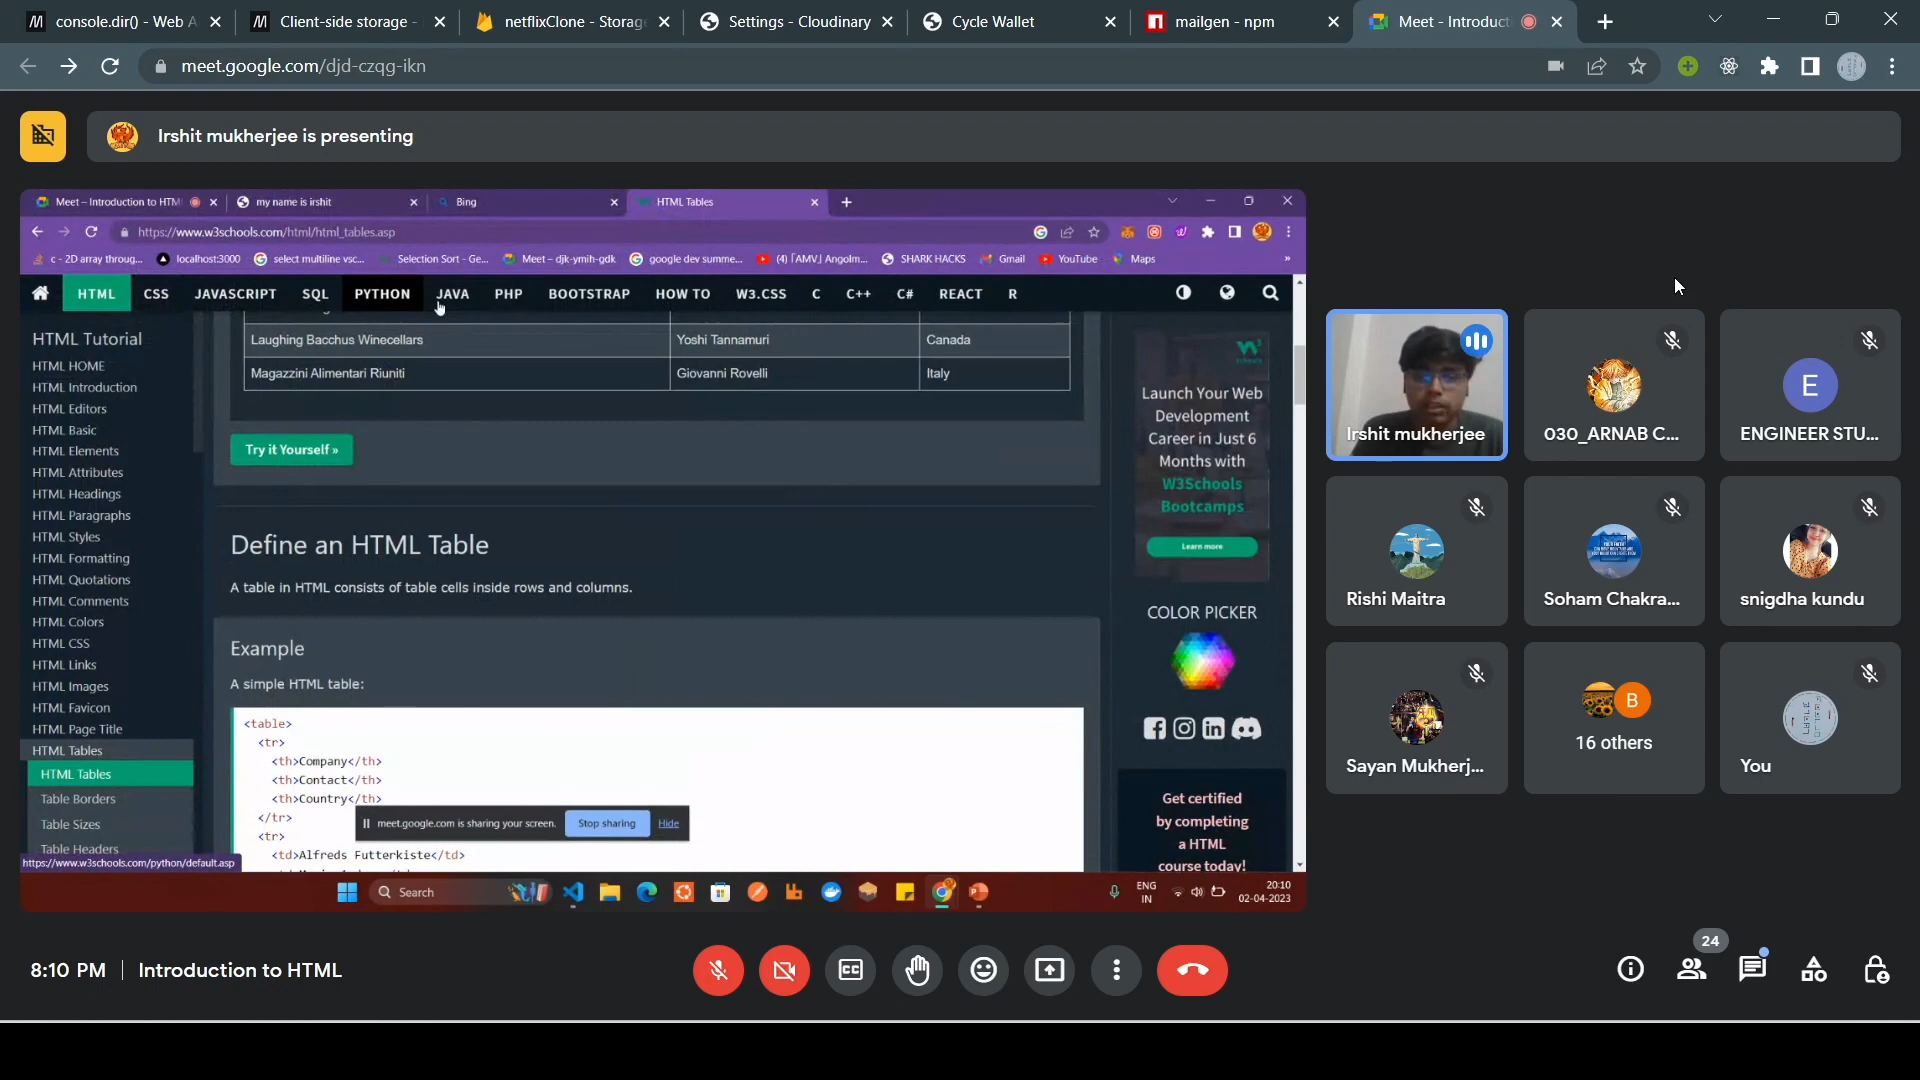 console.dir() - Web A
Client-side storage -
netflixClone - Storage
Settings - Cloudinary
Cycle Wallet
mailgen - npm
Meet - Introduct
meet.google.com/djd-czqg-ikn
Irshit mukherjee is presenting
Meet – Introduction to HTM
my name is irshit
Bing
HTML Tables
https://www.w3schools.com/html/html_tables.asp
c - 2D array throug...
localhost:3000
select multiline vsc...
Selection Sort - Ge...
Meet – djk-ymih-gdk
google dev summe...
(4) 「AMV」 Angolm...
SHARK HACKS
Gmail
YouTube
Maps
»
HTML CSS JAVASCRIPT SQL PYTHON JAVA PHP BOOTSTRAP HOW TO W3.CSS C C++ C# REACT R
HTML Tutorial
HTML HOME
HTML Introduction
HTML Editors
HTML Basic
HTML Elements
HTML Attributes
HTML Headings
HTML Paragraphs
HTML Styles
HTML Formatting
HTML Quotations
HTML Comments
HTML Colors
HTML CSS
HTML Links
HTML Images
HTML Favicon
HTML Page Title
HTML Tables
HTML Tables
Table Borders
Table Sizes
Table Headers
https://www.w3schools.com/python/default.asp
Laughing Bacchus Winecellars Yoshi Tannamuri Canada
Magazzini Alimentari Riuniti Giovanni Rovelli Italy
Try it Yourself »
Define an HTML Table
A table in HTML consists of table cells inside rows and columns.
Example
A simple HTML table:
<table>
<tr>
<th>Company</th>
<th>Contact</th>
<th>Country</th>
</tr>
<tr>
<td>Alfreds Futterkiste</td>
meet.google.com is sharing your screen.
Stop sharing
Hide
Launch Your Web
Development
Career in Just 6
Months with
W3Schools
Bootcamps
Learn more
COLOR PICKER
Get certified
by completing
a HTML
course today!
Search
ENG
IN
20:10
02-04-2023
Irshit mukherjee
030_ARNAB C...
E
ENGINEER STU...
Rishi Maitra
Soham Chakra...
snigdha kundu
Sayan Mukherj...
B
16 others
You
8:10 PM
Introduction to HTML
CC
24